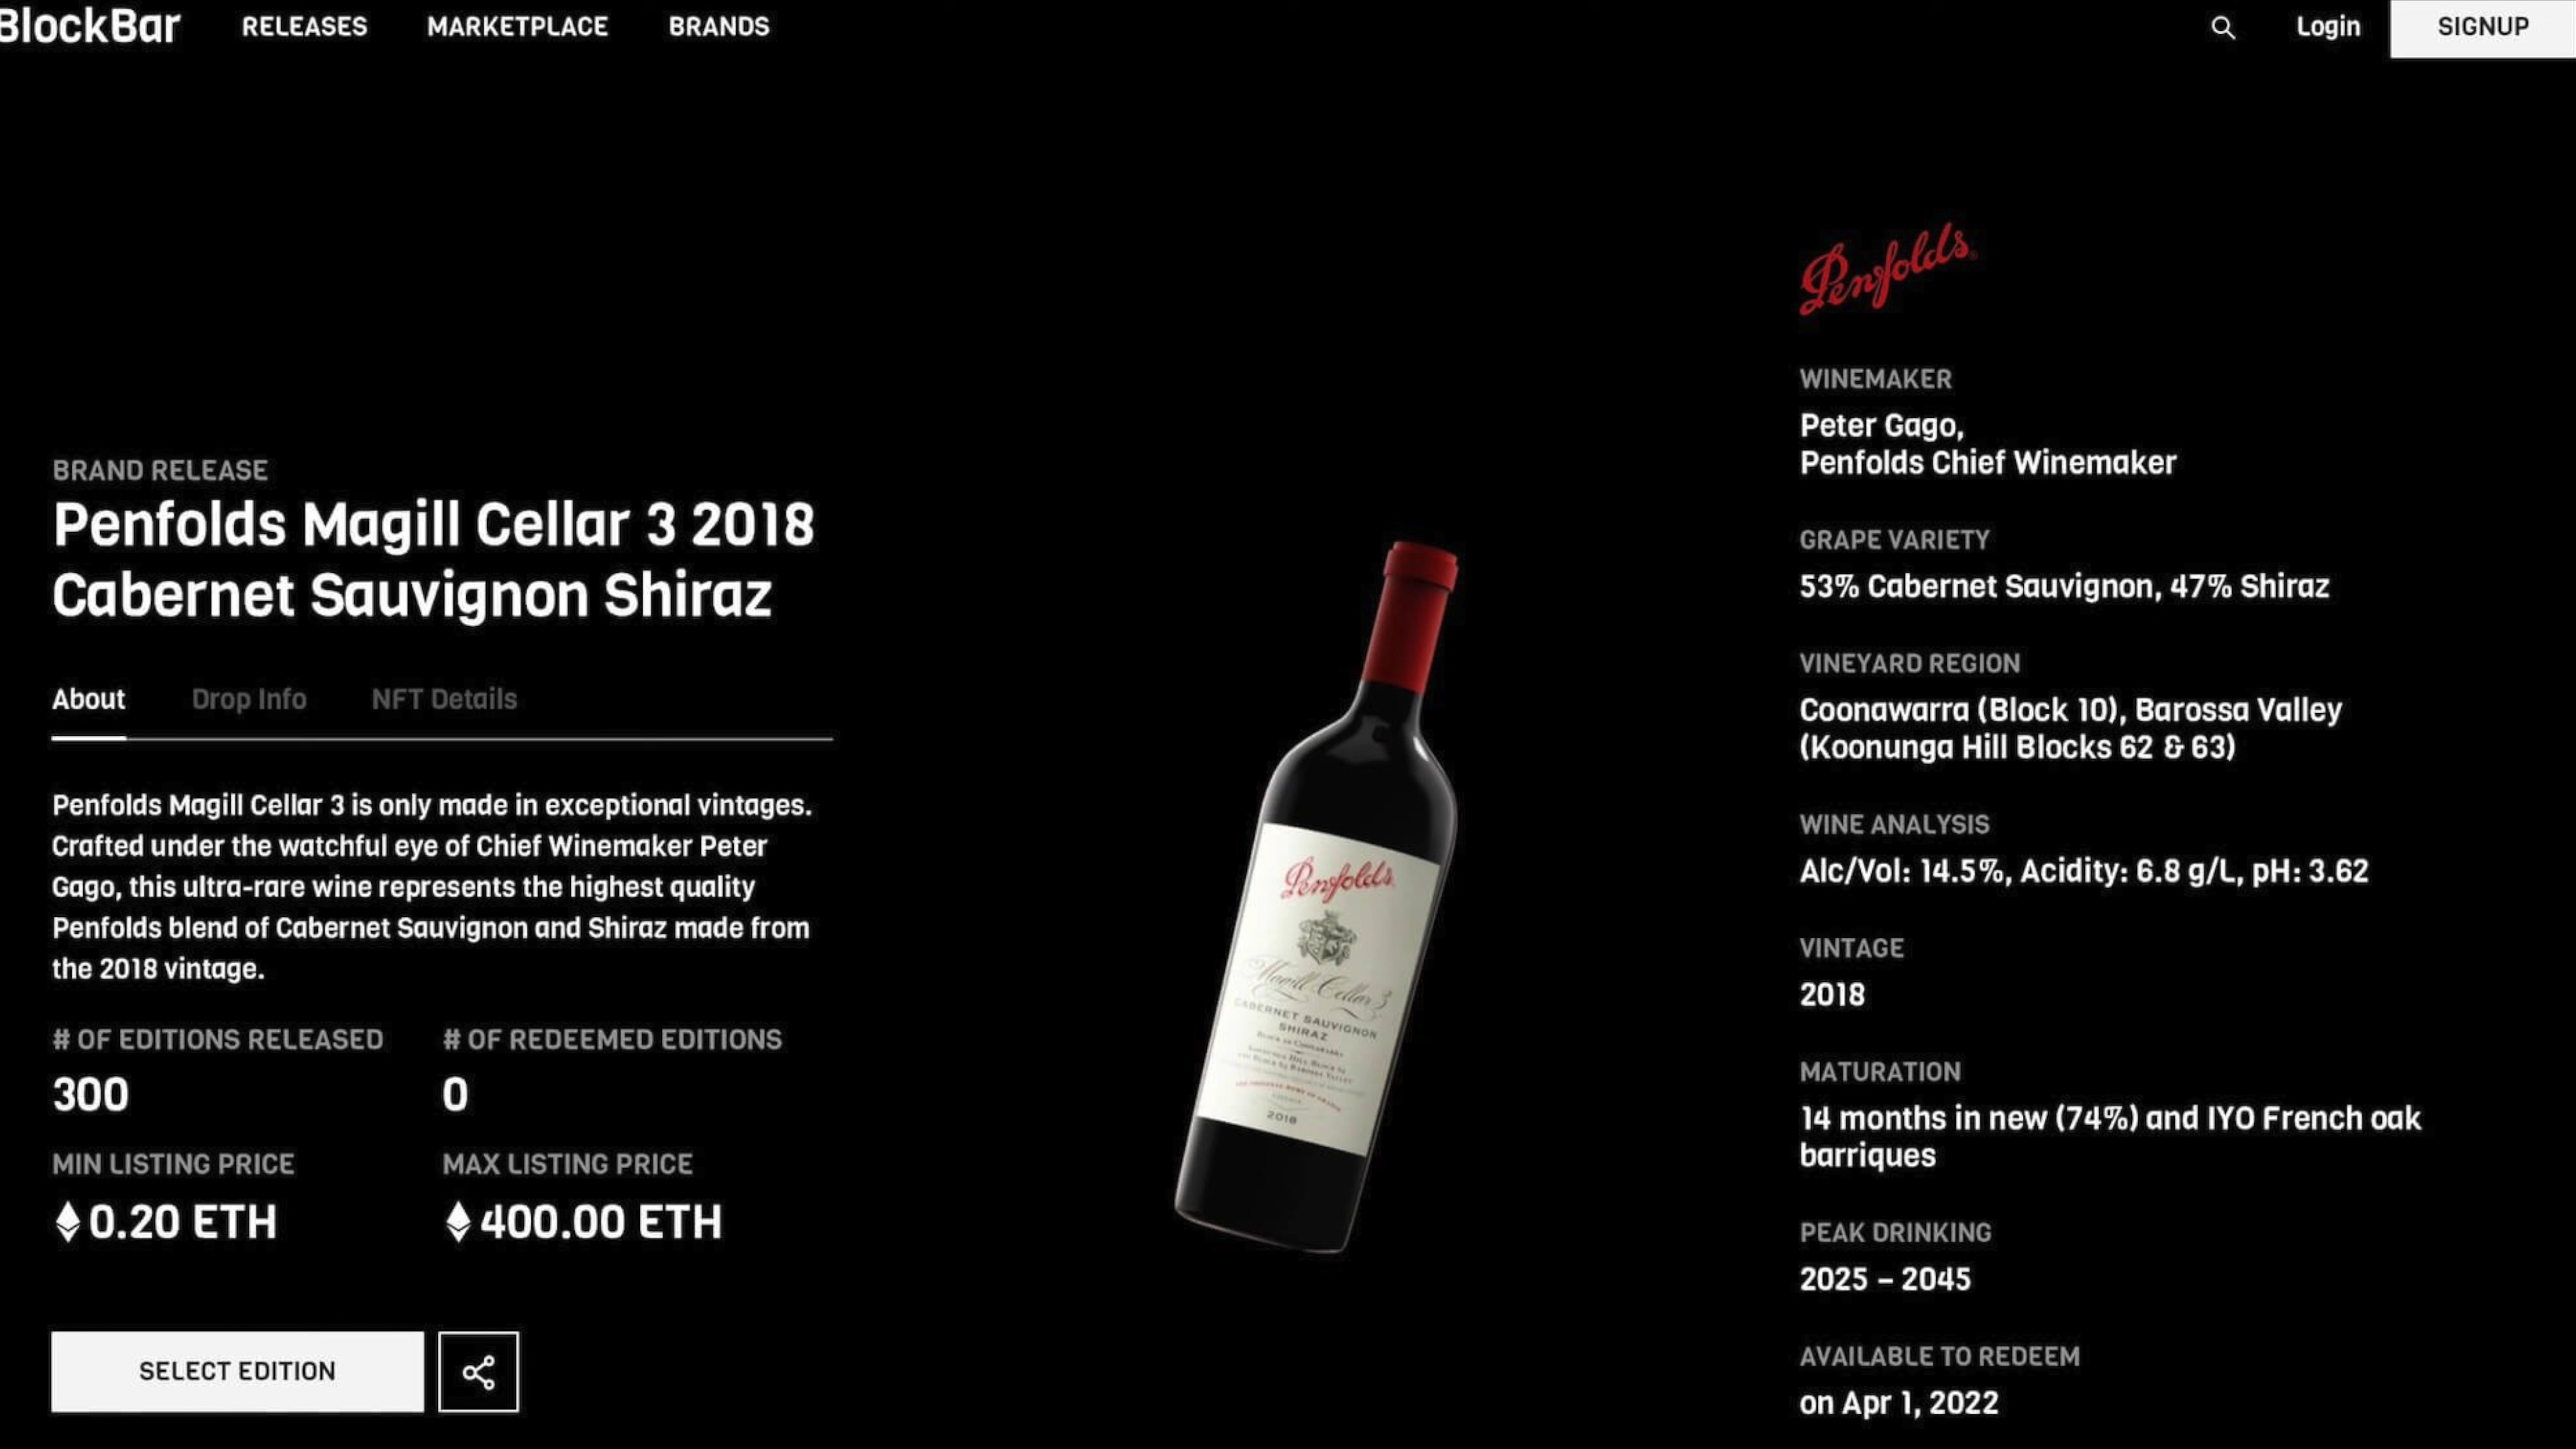 BlockBar
RELEASES
MARKETPLACE
BRANDS
Login
SIGNUP
BRAND RELEASE
Penfolds Magill Cellar 3 2018
Cabernet Sauvignon Shiraz
About
Drop Info
NFT Details
Penfolds Magill Cellar 3 is only made in exceptional vintages.
Crafted under the watchful eye of Chief Winemaker Peter
Gago, this ultra-rare wine represents the highest quality
Penfolds blend of Cabernet Sauvignon and Shiraz made from
the 2018 vintage.
# OF EDITIONS RELEASED
300
# OF REDEEMED EDITIONS
0
MIN LISTING PRICE
0.20 ETH
MAX LISTING PRICE
400.00 ETH
SELECT EDITION
Penfolds
Magill Cellar 3
CABERNET SAUVIGNON
SHIRAZ
2018
Penfolds
WINEMAKER
Peter Gago,
Penfolds Chief Winemaker
GRAPE VARIETY
53% Cabernet Sauvignon, 47% Shiraz
VINEYARD REGION
Coonawarra (Block 10), Barossa Valley
(Koonunga Hill Blocks 62 & 63)
WINE ANALYSIS
Alc/Vol: 14.5%, Acidity: 6.8 g/L, pH: 3.62
VINTAGE
2018
MATURATION
14 months in new (74%) and IYO French oak
barriques
PEAK DRINKING
2025 – 2045
AVAILABLE TO REDEEM
on Apr 1, 2022